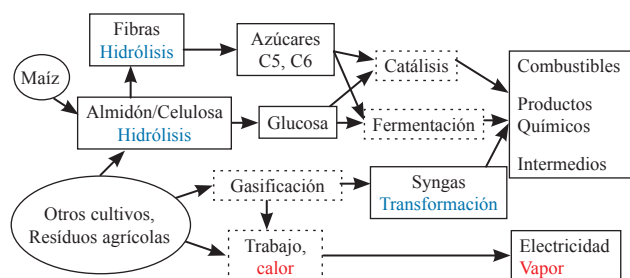 Fibras
Hidrólisis
Azúcares
C5, C6
Catálisis
Combustibles
Productos
Químicos
Intermedios
Maíz
Almidón/Celulosa
Hidrólisis
Glucosa
Fermentación
Otros cultivos,
Resíduos agrícolas
Gasificación
Syngas
Transformación
Trabajo,
calor
Electricidad
Vapor